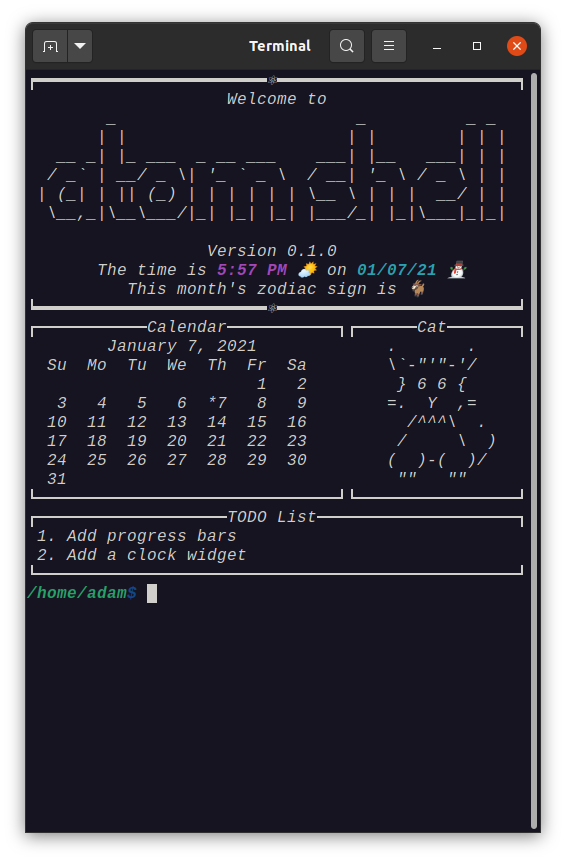 Terminal
Welcome to
atomshell
Version 0.1.0
The time is 5:57 PM ⛅ on 01/07/21 ⛄
This month's zodiac sign is 🐐
Calendar
January 7, 2021
Su Mo Tu We Th Fr Sa
1 2
3 4 5 6 *7 8 9
10 11 12 13 14 15 16
17 18 19 20 21 22 23
24 25 26 27 28 29 30
31
Cat
TODO List
1. Add progress bars
2. Add a clock widget
/home/adam$